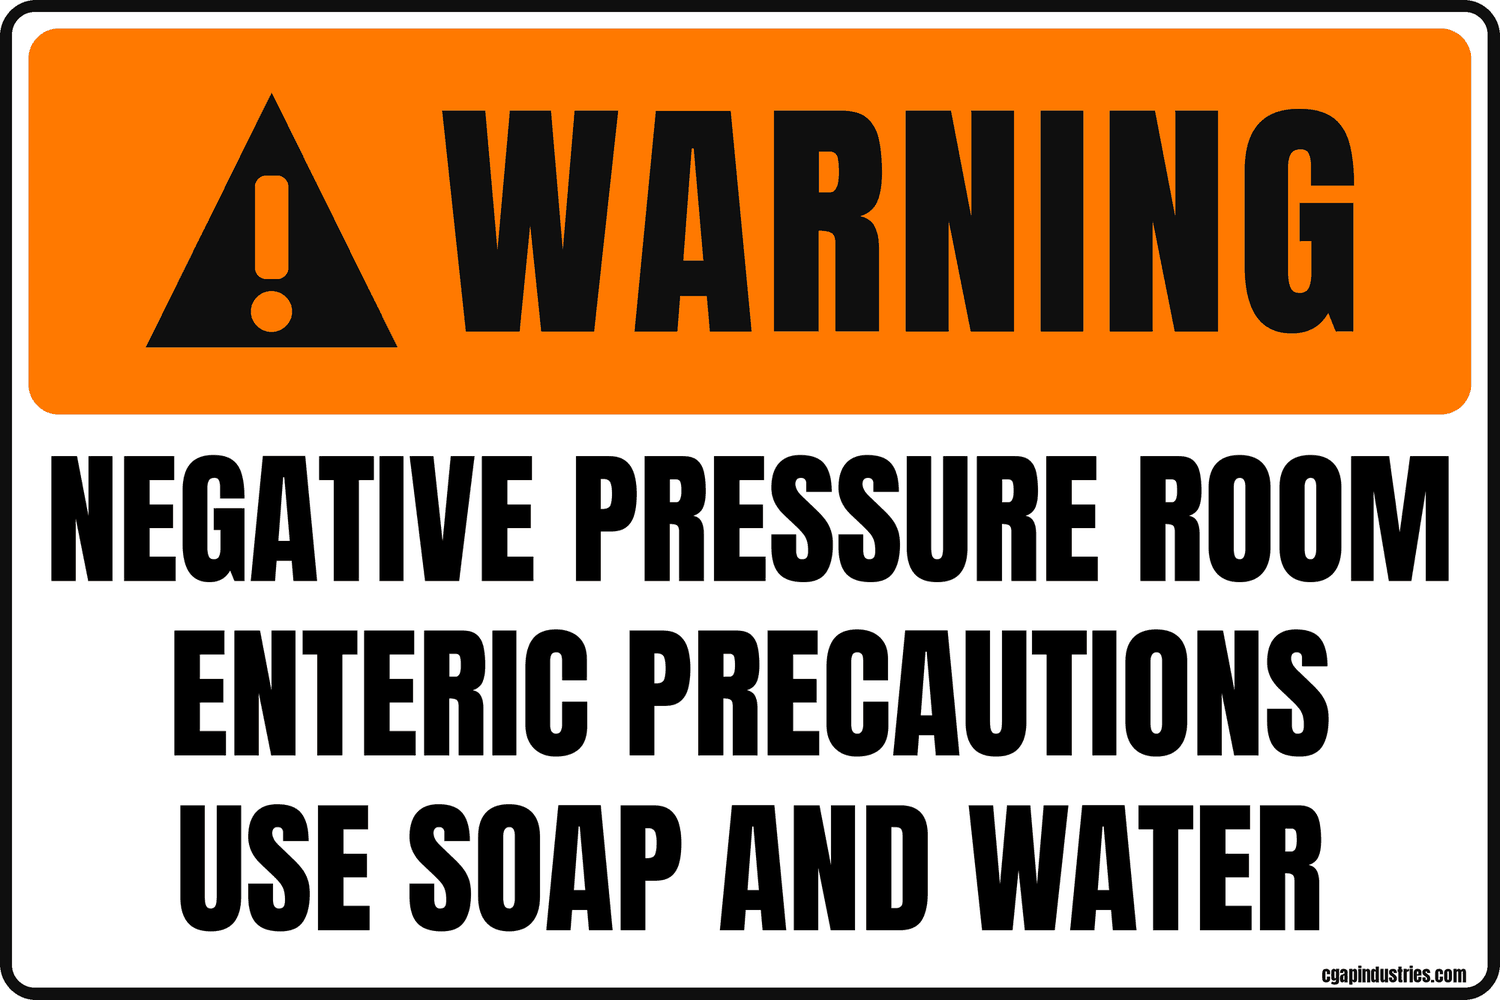 WARNING
NEGATIVE PRESSURE ROOM
ENTERIC PRECAUTIONS
USE SOAP AND WATER
cgapindustries.com